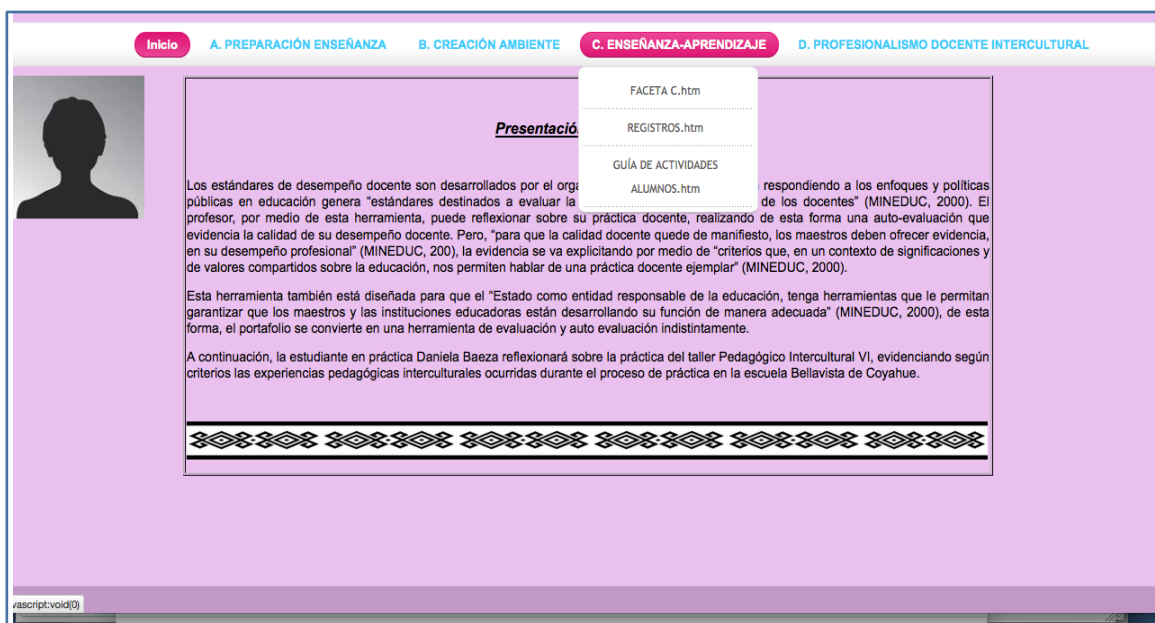 Inicio A. PREPARACIÓN ENSEÑANZA B. CREACIÓN AMBIENTE C. ENSEÑANZA-APRENDIZAJE D. PROFESIONALISMO DOCENTE INTERCULTURAL
FACETA C.htm
REGISTROS.htm
GUÍA DE ACTIVIDADES
ALUMNOS.htm
Presentació
Los estándares de desempeño docente son desarrollados por el orga respondiendo a los enfoques y políticas
públicas en educación genera “estándares destinados a evaluar la de los docentes” (MINEDUC, 2000). El
profesor, por medio de esta herramienta, puede reflexionar sobre su práctica docente, realizando de esta forma una auto-evaluación que
evidencia la calidad de su desempeño docente. Pero, “para que la calidad docente quede de manifiesto, los maestros deben ofrecer evidencia,
en su desempeño profesional” (MINEDUC, 200), la evidencia se va explicitando por medio de “criterios que, en un contexto de significaciones y
de valores compartidos sobre la educación, nos permiten hablar de una práctica docente ejemplar” (MINEDUC, 2000).
Esta herramienta también está diseñada para que el “Estado como entidad responsable de la educación, tenga herramientas que le permitan
garantizar que los maestros y las instituciones educadoras están desarrollando su función de manera adecuada” (MINEDUC, 2000), de esta
forma, el portafolio se convierte en una herramienta de evaluación y auto evaluación indistintamente.
A continuación, la estudiante en práctica Daniela Baeza reflexionará sobre la práctica del taller Pedagógico Intercultural VI, evidenciando según
criterios las experiencias pedagógicas interculturales ocurridas durante el proceso de práctica en la escuela Bellavista de Coyahue.
vascript:void(0)